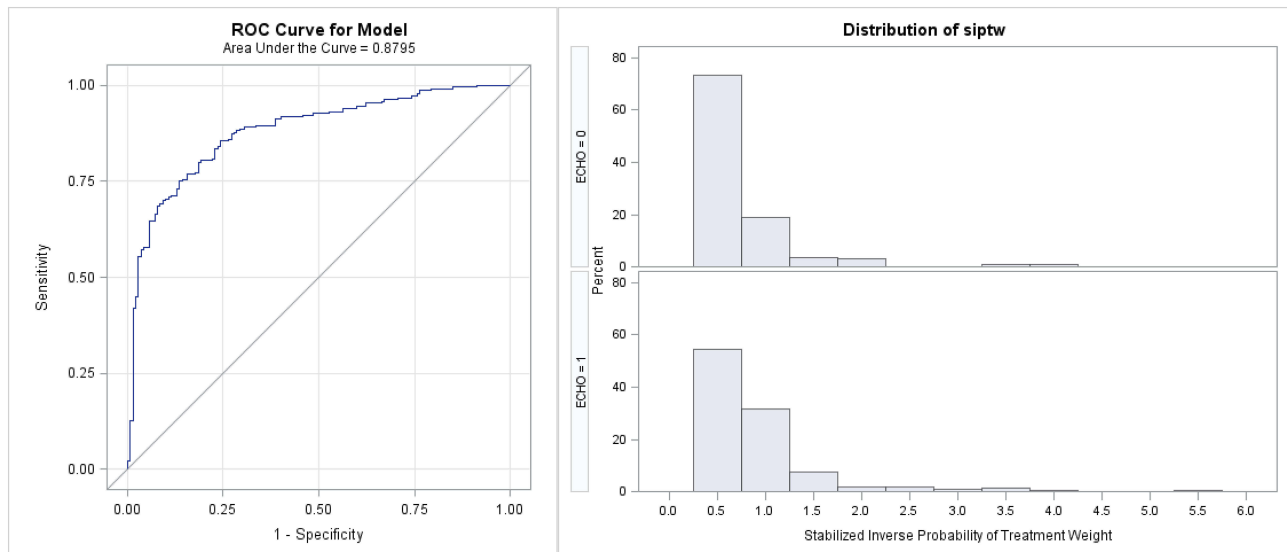 ROC Curve for Model
Area Under the Curve = 0.8795
1.00
0.75
0.50
0.25
0.00
Sensitivity
0.00 0.25 0.50 0.75 1.00
1 - Specificity
Distribution of siptw
ECHO = 0
80
60
40
20
0
Percent
ECHO = 1
80
60
40
20
0
0.0 0.5 1.0 1.5 2.0 2.5 3.0 3.5 4.0 4.5 5.0 5.5 6.0
Stabilized Inverse Probability of Treatment Weight